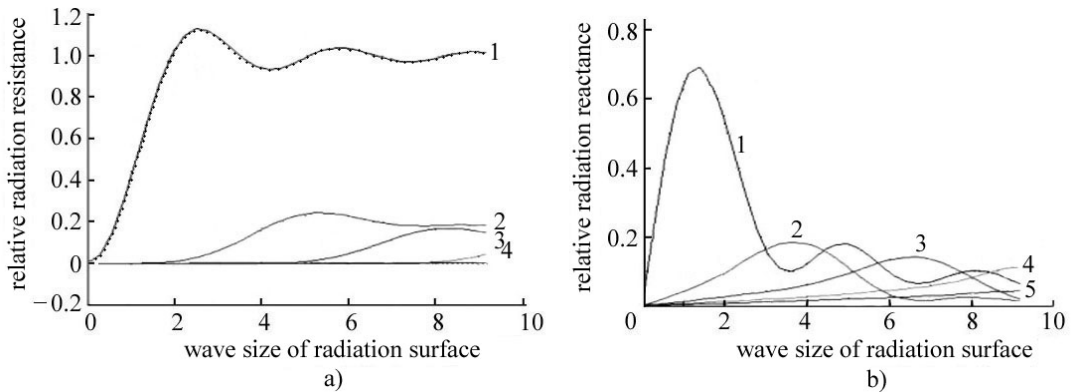 relative radiation resistance
1.2
1.0
0.8
0.6
0.4
0.2
0
−0.2
1
2
3
4
0 2 4 6 8 10
wave size of radiation surface
a)
relative radiation reactance
0.8
0.6
0.4
0.2
1
2
3
4
5
0 2 4 6 8 10
wave size of radiation surface
b)